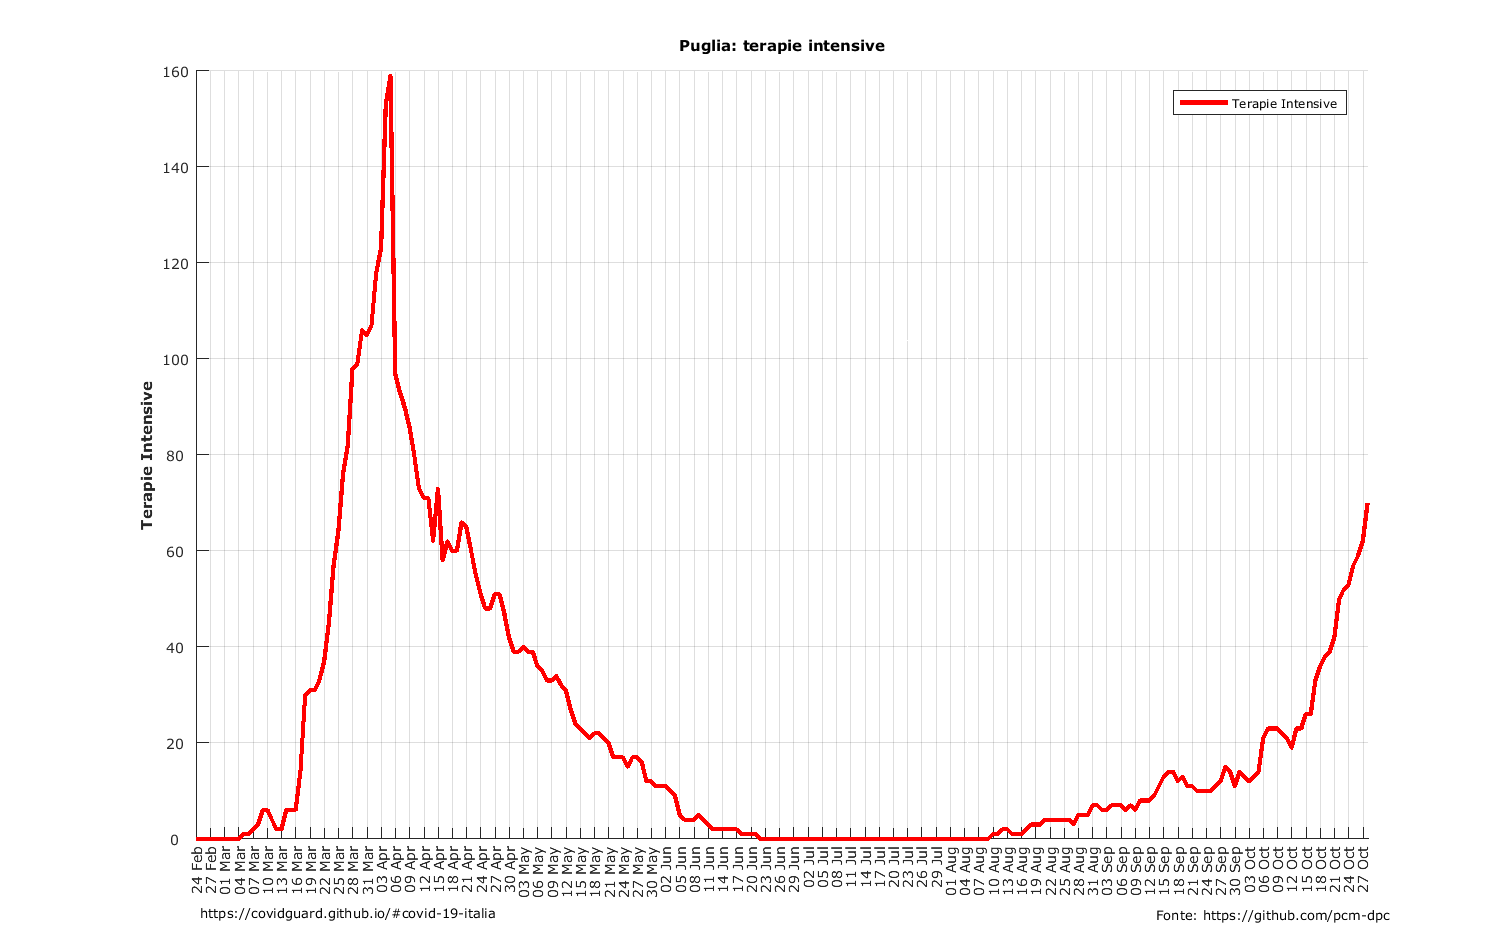 Puglia: terapie intensive
Terapie Intensive
Terapie Intensive
160
140
120
100
80
60
40
20
0
24 Feb
27 Feb
01 Mar
04 Mar
07 Mar
10 Mar
13 Mar
16 Mar
19 Mar
22 Mar
25 Mar
28 Mar
31 Mar
03 Apr
06 Apr
09 Apr
12 Apr
15 Apr
18 Apr
21 Apr
24 Apr
27 Apr
30 Apr
03 May
06 May
09 May
12 May
15 May
18 May
21 May
24 May
27 May
30 May
02 Jun
05 Jun
08 Jun
11 Jun
14 Jun
17 Jun
20 Jun
23 Jun
26 Jun
29 Jun
02 Jul
05 Jul
08 Jul
11 Jul
14 Jul
17 Jul
20 Jul
23 Jul
26 Jul
29 Jul
01 Aug
04 Aug
07 Aug
10 Aug
13 Aug
16 Aug
19 Aug
22 Aug
25 Aug
28 Aug
31 Aug
03 Sep
06 Sep
09 Sep
12 Sep
15 Sep
18 Sep
21 Sep
24 Sep
27 Sep
30 Sep
03 Oct
06 Oct
09 Oct
12 Oct
15 Oct
18 Oct
21 Oct
24 Oct
27 Oct
https://covidguard.github.io/#covid-19-italia
Fonte: https://github.com/pcm-dpc